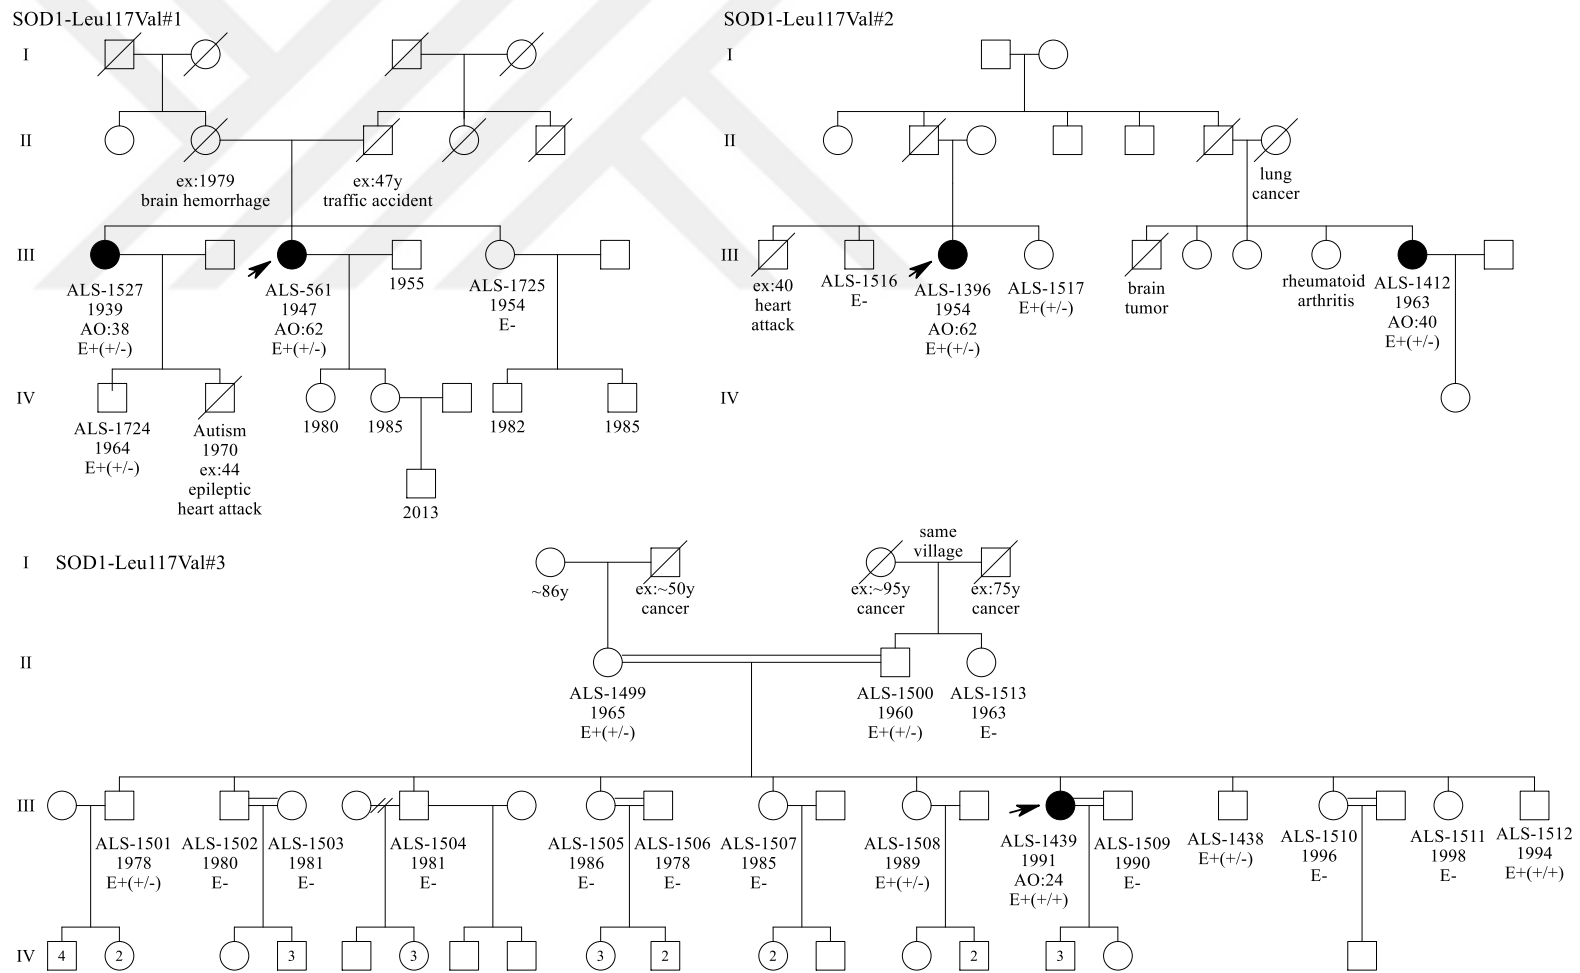 SOD1-Leu117Val#1
I
II
ex:1979
brain hemorrhage
ex:47y
traffic accident
III
ALS-1527
1939
AO:38
E+(+/-)
ALS-561
1947
AO:62
E+(+/-)
1955
ALS-1725
1954
E-
IV
ALS-1724
1964
E+(+/-)
Autism
1970
ex:44
epileptic
heart attack
1980
1985
1982
1985
2013
SOD1-Leu117Val#2
I
II
lung
cancer
III
ex:40
heart
attack
ALS-1516
E-
ALS-1396
1954
AO:62
E+(+/-)
ALS-1517
E+(+/-)
brain
tumor
rheumatoid
arthritis
ALS-1412
1963
AO:40
E+(+/-)
IV
I
SOD1-Leu117Val#3
~86y
ex:~50y
cancer
same
village
ex:~95y
cancer
ex:75y
cancer
II
ALS-1499
1965
E+(+/-)
ALS-1500
1960
E+(+/-)
ALS-1513
1963
E-
III
ALS-1501
1978
E+(+/-)
ALS-1502
1980
E-
ALS-1503
1981
E-
ALS-1504
1981
E-
ALS-1505
1986
E-
ALS-1506
1978
E-
ALS-1507
1985
E-
ALS-1508
1989
E+(+/-)
ALS-1439
1991
AO:24
E+(+/+)
ALS-1509
1990
E-
ALS-1438
E+(+/-)
ALS-1510
1996
E-
ALS-1511
1998
E-
ALS-1512
1994
E+(+/+)
IV
4
2
3
3
3
2
2
2
3